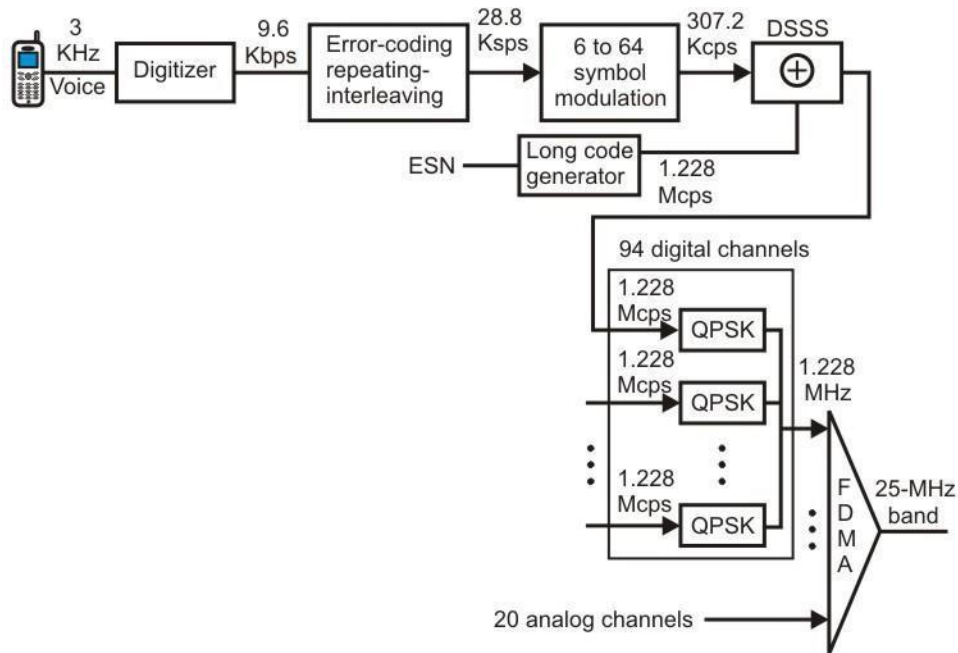 3
KHz
Voice
Digitizer
9.6
Kbps
Error-coding
repeating-
interleaving
28.8
Ksps
6 to 64
symbol
modulation
307.2
Kcps
DSSS
ESN
Long code
generator
1.228
Mcps
94 digital channels
1.228
Mcps
QPSK
1.228
Mcps
QPSK
1.228
Mcps
QPSK
1.228
MHz
F
D
M
A
25-MHz
band
20 analog channels